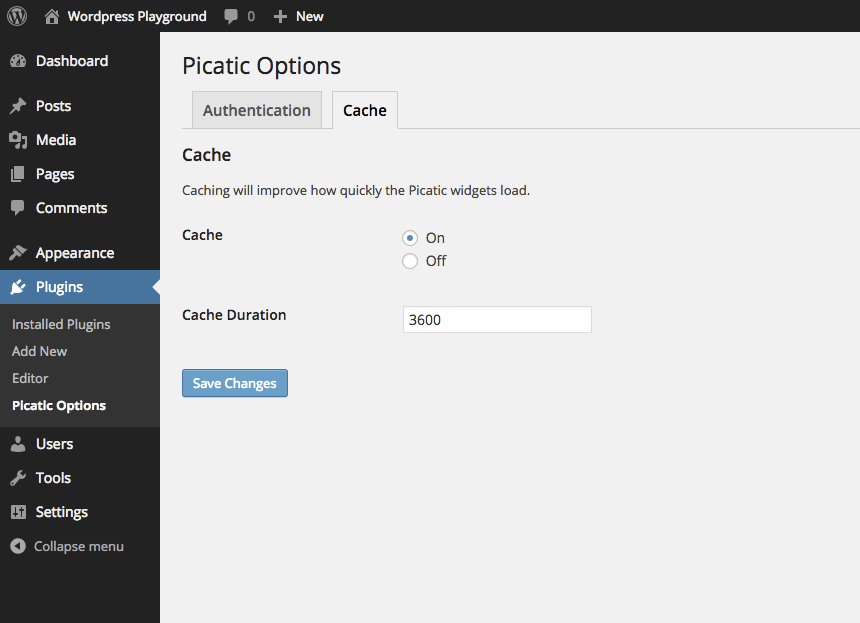 Wordpress Playground 0 New
Dashboard
Posts
Media
Pages
Comments
Appearance
Plugins
Installed Plugins
Add New
Editor
Picatic Options
Users
Tools
Settings
Collapse menu
Picatic Options
Authentication Cache
Cache
Caching will improve how quickly the Picatic widgets load.
Cache On
Off
Cache Duration 3600
Save Changes